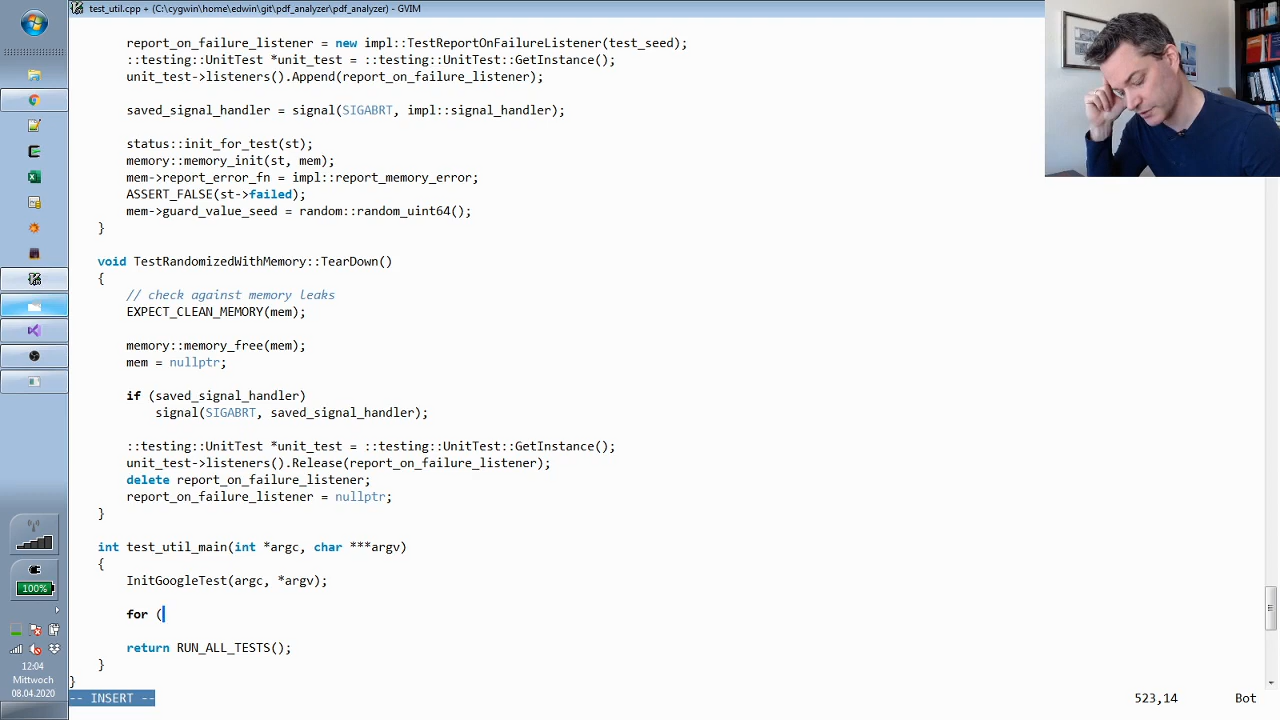 test_util.cpp + (C:\cygwin\home\edwin\git\pdf_analyzer\pdf_analyzer) - GVIM
report_on_failure_listener = new impl::TestReportOnFailureListener(test_seed);
::testing::UnitTest *unit_test = ::testing::UnitTest::GetInstance();
unit_test->listeners().Append(report_on_failure_listener);
saved_signal_handler = signal(SIGABRT, impl::signal_handler);
status::init_for_test(st);
memory::memory_init(st, mem);
mem->report_error_fn = impl::report_memory_error;
ASSERT_FALSE(st->failed);
mem->guard_value_seed = random::random_uint64();
}
void TestRandomizedWithMemory::TearDown()
{
// check against memory leaks
EXPECT_CLEAN_MEMORY(mem);
memory::memory_free(mem);
mem = nullptr;
if (saved_signal_handler)
signal(SIGABRT, saved_signal_handler);
::testing::UnitTest *unit_test = ::testing::UnitTest::GetInstance();
unit_test->listeners().Release(report_on_failure_listener);
delete report_on_failure_listener;
report_on_failure_listener = nullptr;
}
int test_util_main(int *argc, char ***argv)
{
InitGoogleTest(argc, *argv);
for (
return RUN_ALL_TESTS();
}
}
-- INSERT --
523,14
Bot
100%
12:04
Mittwoch
08.04.2020